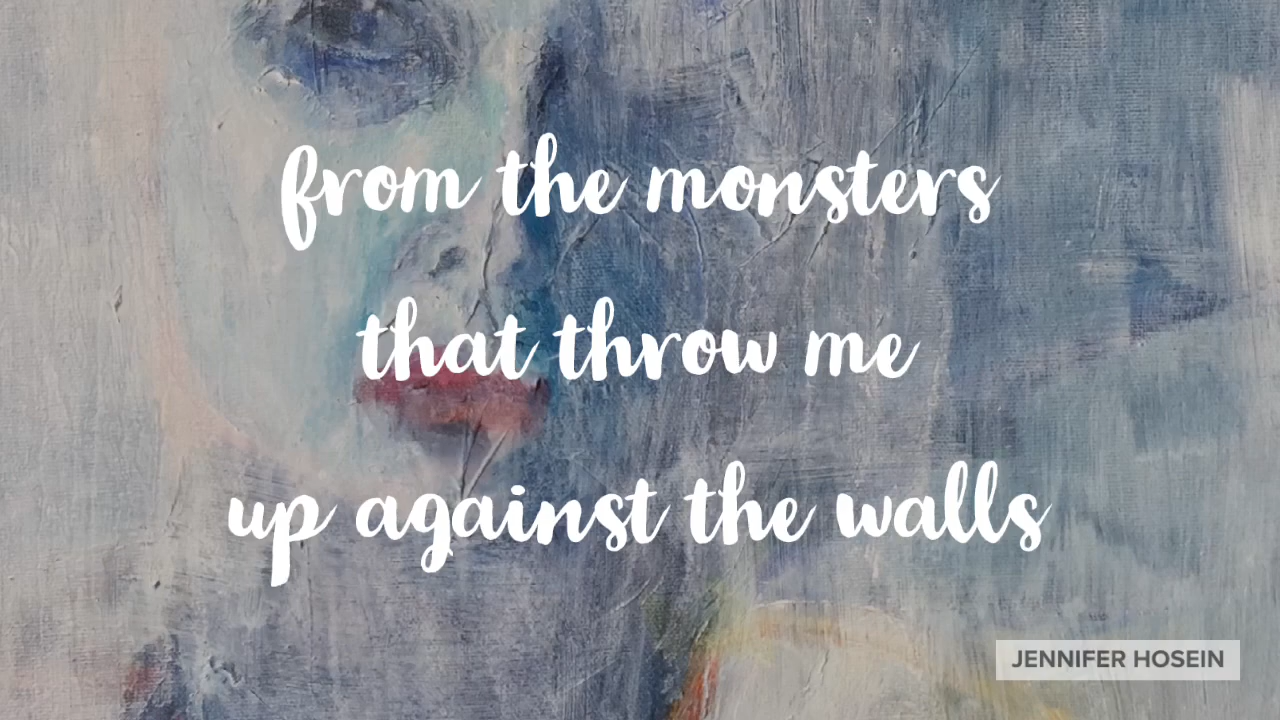 from the monsters
that throw me
up against the walls
JENNIFER HOSEIN